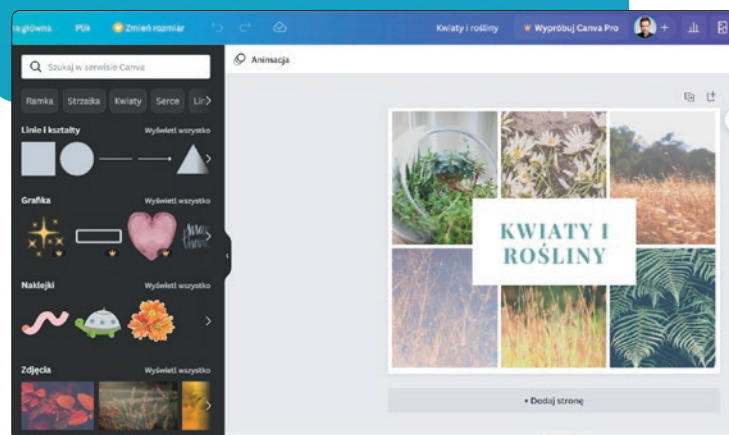 a główna Plik Zmień rozmiar Kwiaty i rośliny Wypróbuj Canva Pro +
Szukaj w serwisie Canva
Animacja
Ramka Strzałka Kwiaty Serce Lin
Linie i kształty Wyświetl wszystko
Grafika Wyświetl wszystko
Naklejki Wyświetl wszystko
Zdjęcia Wyświetl wszystko
KWIATY I
ROŚLINY
+ Dodaj stronę